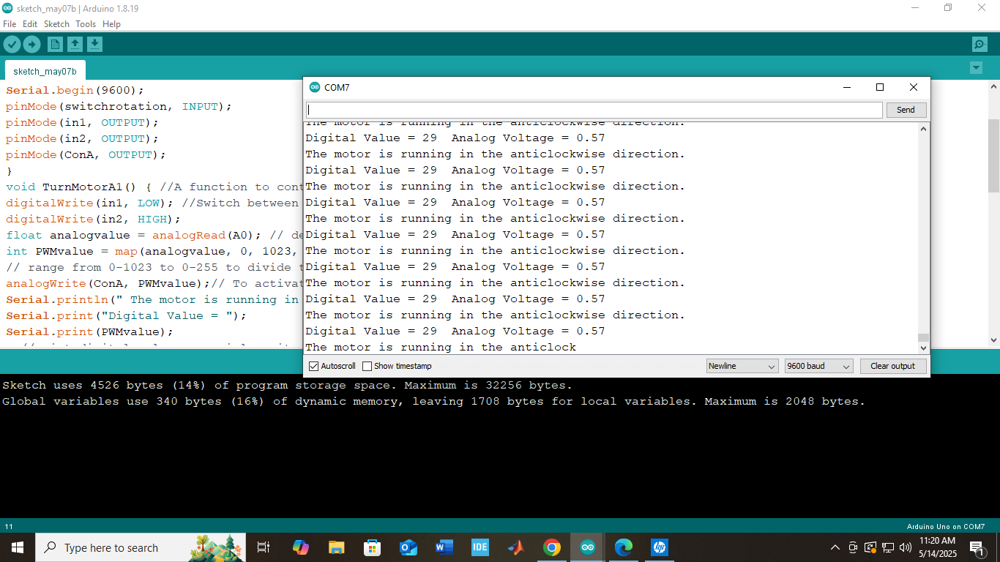 sketch_may07b | Arduino 1.8.19
File Edit Sketch Tools Help
sketch_may07b
Serial.begin(9600);
pinMode(switchrotation, INPUT);
pinMode(in1, OUTPUT);
pinMode(in2, OUTPUT);
pinMode(ConA, OUTPUT);
}
void TurnMotorA1() { //A function to cont
digitalWrite(in1, LOW); //Switch between
digitalWrite(in2, HIGH);
float analogvalue = analogRead(A0); // de
int PWMvalue = map(analogvalue, 0, 1023,
// range from 0-1023 to 0-255 to divide t
analogWrite(ConA, PWMvalue);// To activat
Serial.println(" The motor is running in
Serial.print("Digital Value = ");
Serial.print(PWMvalue);
COM7
Send
The motor is running in the anticlockwise direction.
Digital Value = 29  Analog Voltage = 0.57
The motor is running in the anticlockwise direction.
Digital Value = 29  Analog Voltage = 0.57
The motor is running in the anticlockwise direction.
Digital Value = 29  Analog Voltage = 0.57
The motor is running in the anticlockwise direction.
Digital Value = 29  Analog Voltage = 0.57
The motor is running in the anticlockwise direction.
Digital Value = 29  Analog Voltage = 0.57
The motor is running in the anticlockwise direction.
Digital Value = 29  Analog Voltage = 0.57
The motor is running in the anticlockwise direction.
Digital Value = 29  Analog Voltage = 0.57
The motor is running in the anticlock
Autoscroll Show timestamp Newline 9600 baud Clear output
Sketch uses 4526 bytes (14%) of program storage space. Maximum is 32256 bytes.
Global variables use 340 bytes (16%) of dynamic memory, leaving 1708 bytes for local variables. Maximum is 2048 bytes.
11 Arduino Uno on COM7
Type here to search
IDE
hp
11:20 AM
5/14/2025
1